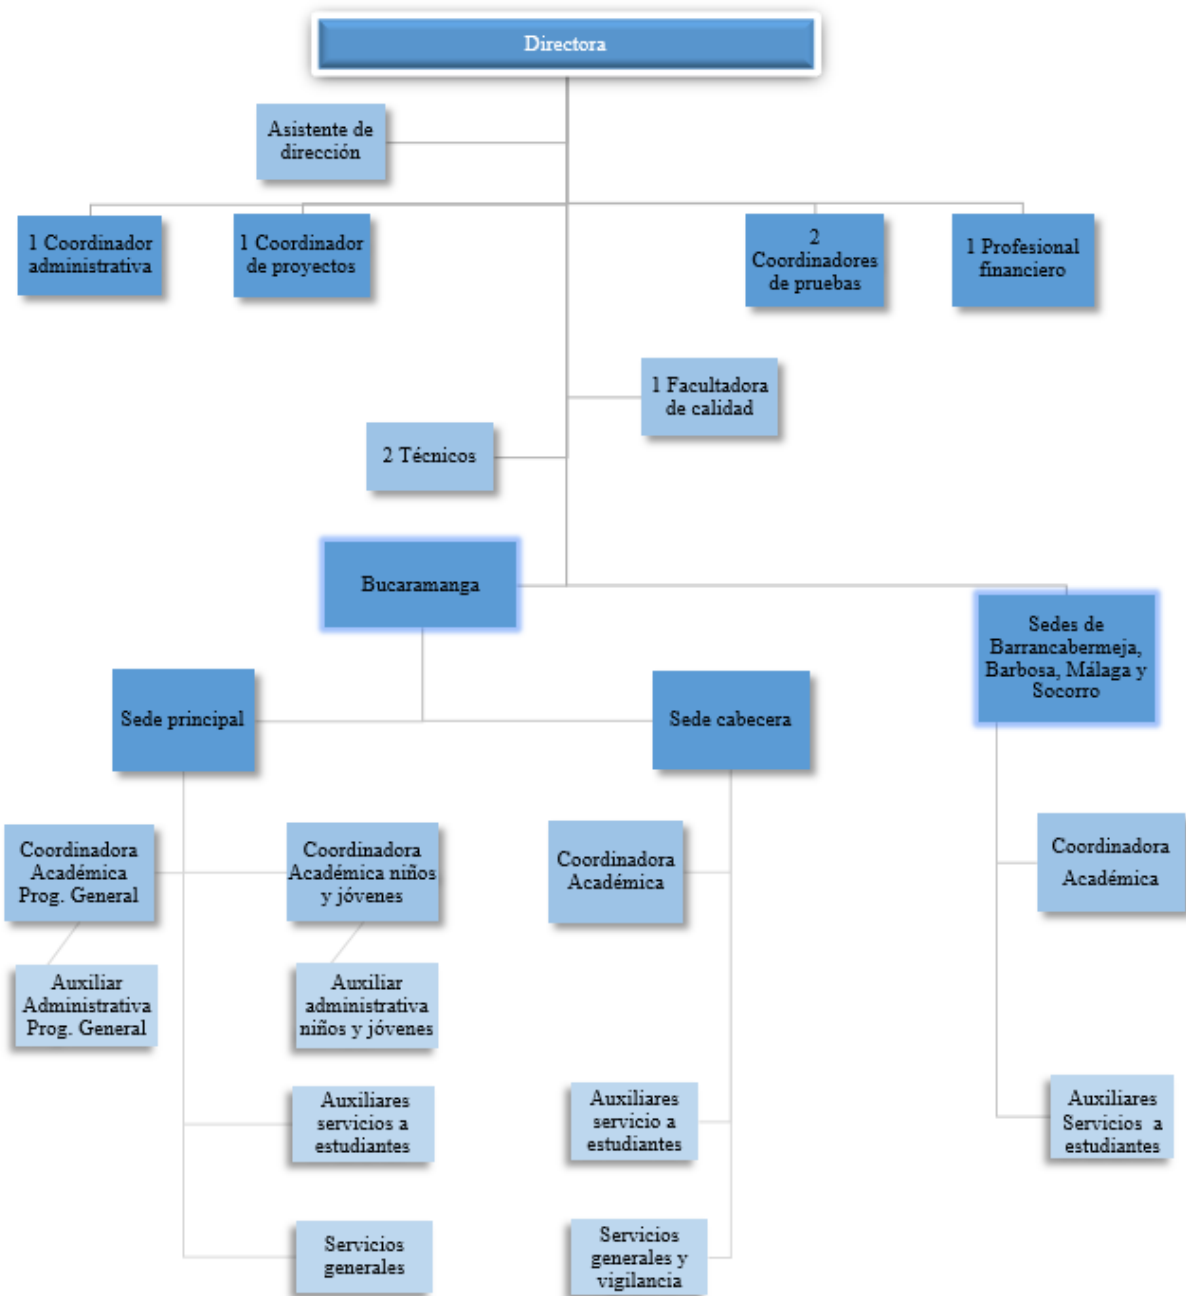 Directora
Asistente de
dirección
1 Coordinador
administrativa
1 Coordinador
de proyectos
2
Coordinadores
de pruebas
1 Profesional
financiero
1 Facultadora
de calidad
2 Técnicos
Bucaramanga
Sedes de
Barrancabermeja,
Barbosa, Málaga y
Socorro
Sede principal
Sede cabecera
Coordinadora
Académica
Prog. General
Coordinadora
Académica niños
y jóvenes
Coordinadora
Académica
Coordinadora
Académica
Auxiliar
Administrativa
Prog. General
Auxiliar
administrativa
niños y jóvenes
Auxiliares
servicios a
estudiantes
Auxiliares
servicio a
estudiantes
Auxiliares
Servicios a
estudiantes
Servicios
generales
Servicios
generales y
vigilancia